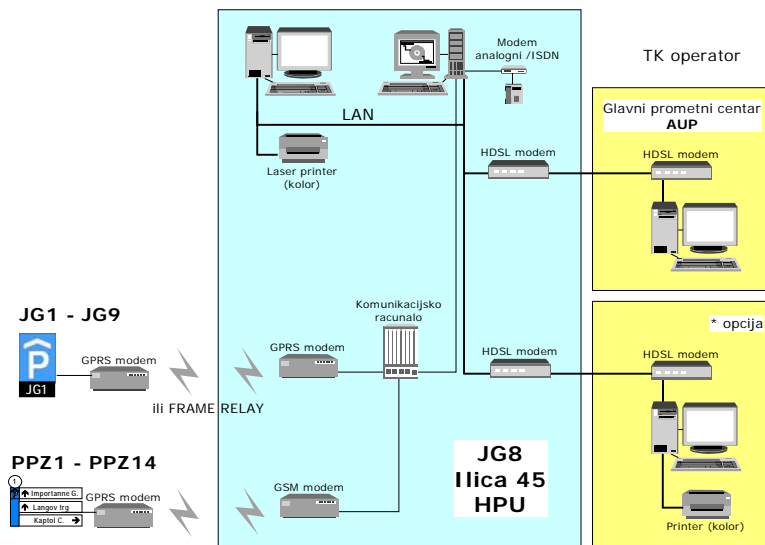 Modem
analogni /ISDN
TK operator
Glavni prometni centar
AUP
LAN
HDSL modem
HDSL modem
Laser printer
(kolor)
Komunikacijsko
racunalo
* opcija
JG1 - JG9
P
JG1
GPRS modem
GPRS modem
HDSL modem
HDSL modem
ili FRAME RELAY
JG8
Ilica 45
HPU
PPZ1 - PPZ14
1
P
Importanne G.
Langov trg
Kaptol C.
GPRS modem
GSM modem
Printer (kolor)